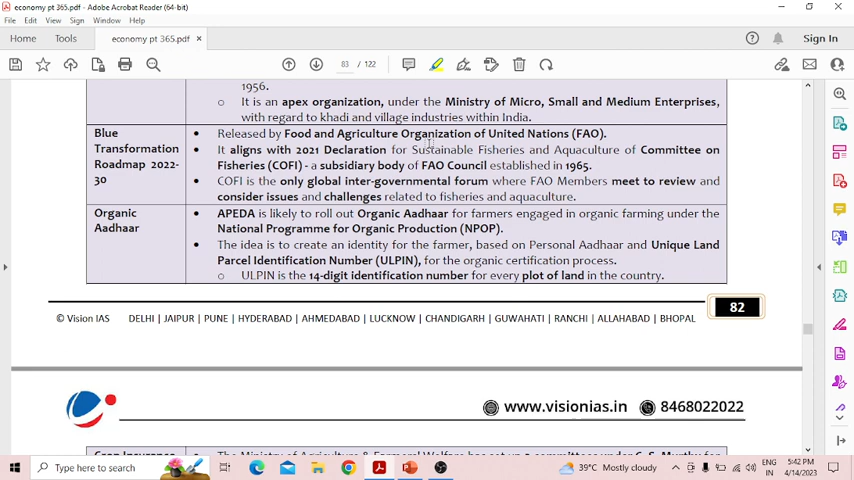 economy pt 365.pdf - Adobe Acrobat Reader (64-bit)
File Edit View Sign Window Help
Home Tools economy pt 365.pdf × Sign In
83 / 122
1956.
o It is an apex organization, under the Ministry of Micro, Small and Medium Enterprises,
with regard to khadi and village industries within India.
Blue Transformation Roadmap 2022-30
• Released by Food and Agriculture Organization of United Nations (FAO).
• It aligns with 2021 Declaration for Sustainable Fisheries and Aquaculture of Committee on
Fisheries (COFI) - a subsidiary body of FAO Council established in 1965.
• COFI is the only global inter-governmental forum where FAO Members meet to review and
consider issues and challenges related to fisheries and aquaculture.
Organic Aadhaar
• APEDA is likely to roll out Organic Aadhaar for farmers engaged in organic farming under the
National Programme for Organic Production (NPOP).
• The idea is to create an identity for the farmer, based on Personal Aadhaar and Unique Land
Parcel Identification Number (ULPIN), for the organic certification process.
o ULPIN is the 14-digit identification number for every plot of land in the country.
82
© Vision IAS DELHI | JAIPUR | PUNE | HYDERABAD | AHMEDABAD | LUCKNOW | CHANDIGARH | GUWAHATI | RANCHI | ALLAHABAD | BHOPAL
www.visionias.in 8468022022
Crop Insurance • The Ministry of Agriculture & Farmers' Welfare has set up
Type here to search
39°C Mostly cloudy
ENG IN
5:42 PM
4/14/2023